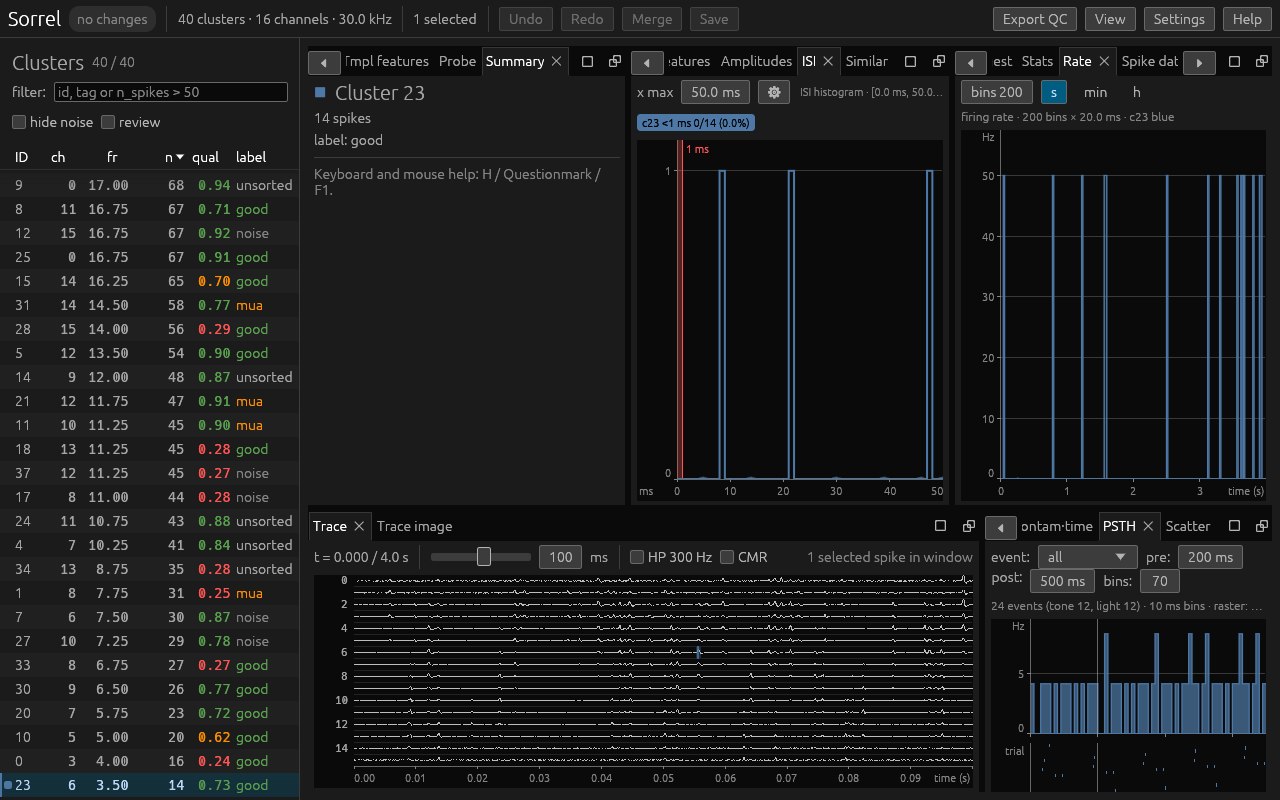 Sorrel no changes 40 clusters · 16 channels · 30.0 kHz 1 selected Undo Redo Merge Save Export QC View Settings Help
Clusters 40 / 40
filter: id, tag or n_spikes > 50
hide noise review
ID ch fr n qual label
9 0 17.00 68 0.94 unsorted
8 11 16.75 67 0.71 good
12 15 16.75 67 0.92 noise
25 0 16.75 67 0.91 good
15 14 16.25 65 0.70 good
31 14 14.50 58 0.77 mua
28 15 14.00 56 0.29 good
5 12 13.50 54 0.90 good
14 9 12.00 48 0.87 unsorted
21 12 11.75 47 0.91 mua
11 10 11.25 45 0.90 mua
18 13 11.25 45 0.28 good
37 12 11.25 45 0.27 noise
17 8 11.00 44 0.28 noise
24 11 10.75 43 0.88 unsorted
4 7 10.25 41 0.84 unsorted
34 13 8.75 35 0.28 unsorted
1 8 7.75 31 0.25 mua
7 6 7.50 30 0.87 noise
27 10 7.25 29 0.78 noise
33 8 6.75 27 0.27 good
30 9 6.50 26 0.77 good
20 7 5.75 23 0.72 good
10 5 5.00 20 0.62 good
0 3 4.00 16 0.24 good
23 6 3.50 14 0.73 good
mpl features Probe Summary
Cluster 23
14 spikes
label: good
Keyboard and mouse help: H / Questionmark /
F1.
eatures Amplitudes ISI Similar
x max 50.0 ms ISI histogram · [0.0 ms, 50.0…
c23 <1 ms 0/14 (0.0%)
1 ms
1
0
ms 0 10 20 30 40 50
est Stats Rate Spike dat
bins 200 s min h
firing rate · 200 bins × 20.0 ms · c23 blue
Hz
50
40
30
20
10
0
0 1 2 3 time (s)
Trace Trace image
t = 0.000 / 4.0 s 100 ms HP 300 Hz CMR 1 selected spike in window
0
2
4
6
8
10
12
14
0.00 0.01 0.02 0.03 0.04 0.05 0.06 0.07 0.08 0.09 time (s)
ontam·time PSTH Scatter
event: all pre: 200 ms
post: 500 ms bins: 70
24 events (tone 12, light 12) · 10 ms bins · raster: …
Hz
5
0
trial